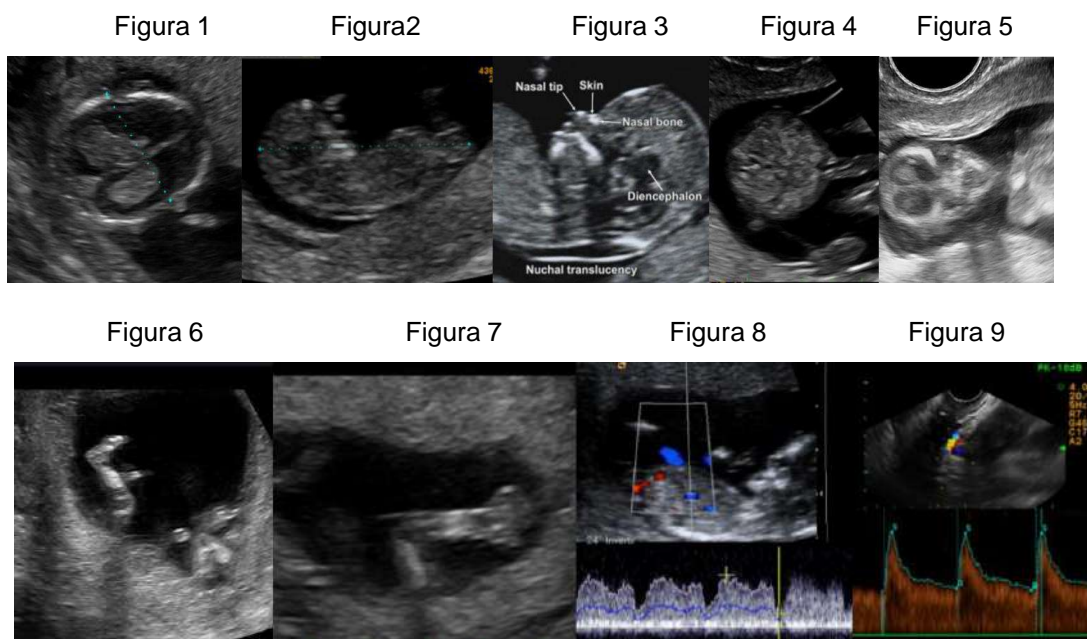 Figura 1
Figura2
Figura 3
Figura 4
Figura 5
Nasal tip
Skin
Nasal bone
Diencephalon
Nuchal translucency
Figura 6
Figura 7
Figura 8
Figura 9